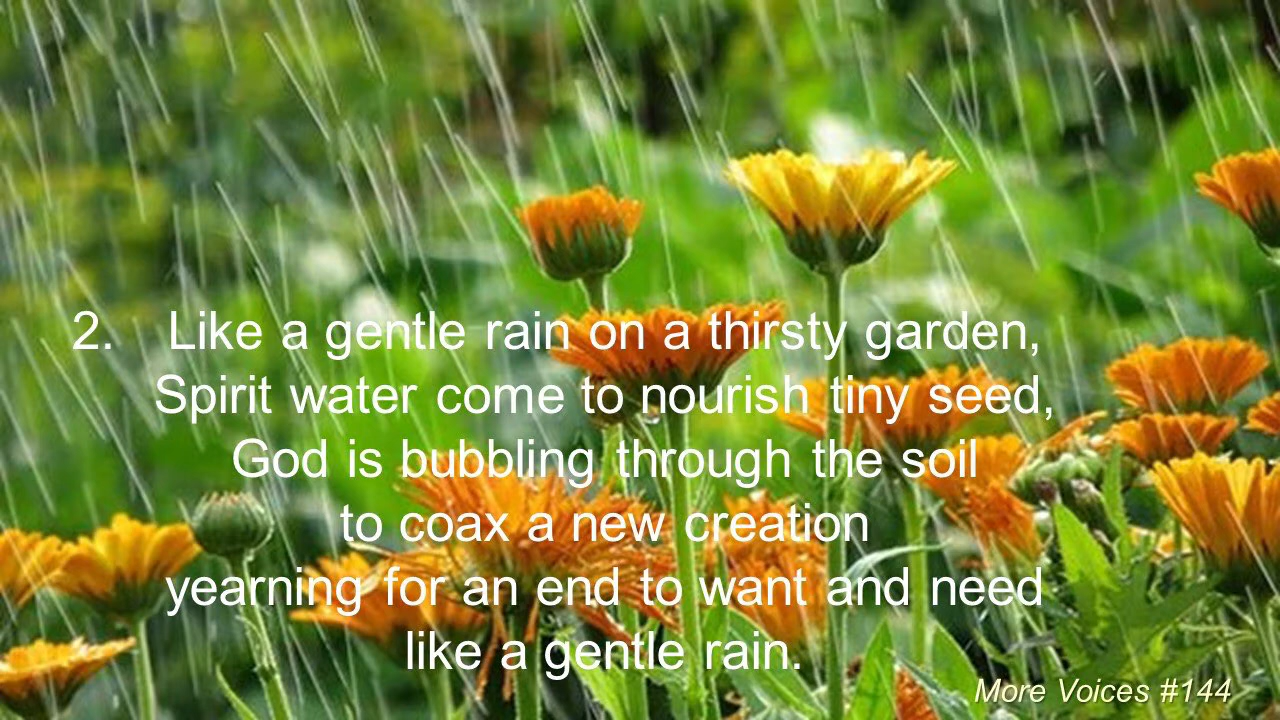 2. Like a gentle rain on a thirsty garden,
Spirit water come to nourish tiny seed,
God is bubbling through the soil
to coax a new creation
yearning for an end to want and need
like a gentle rain.
More Voices #144